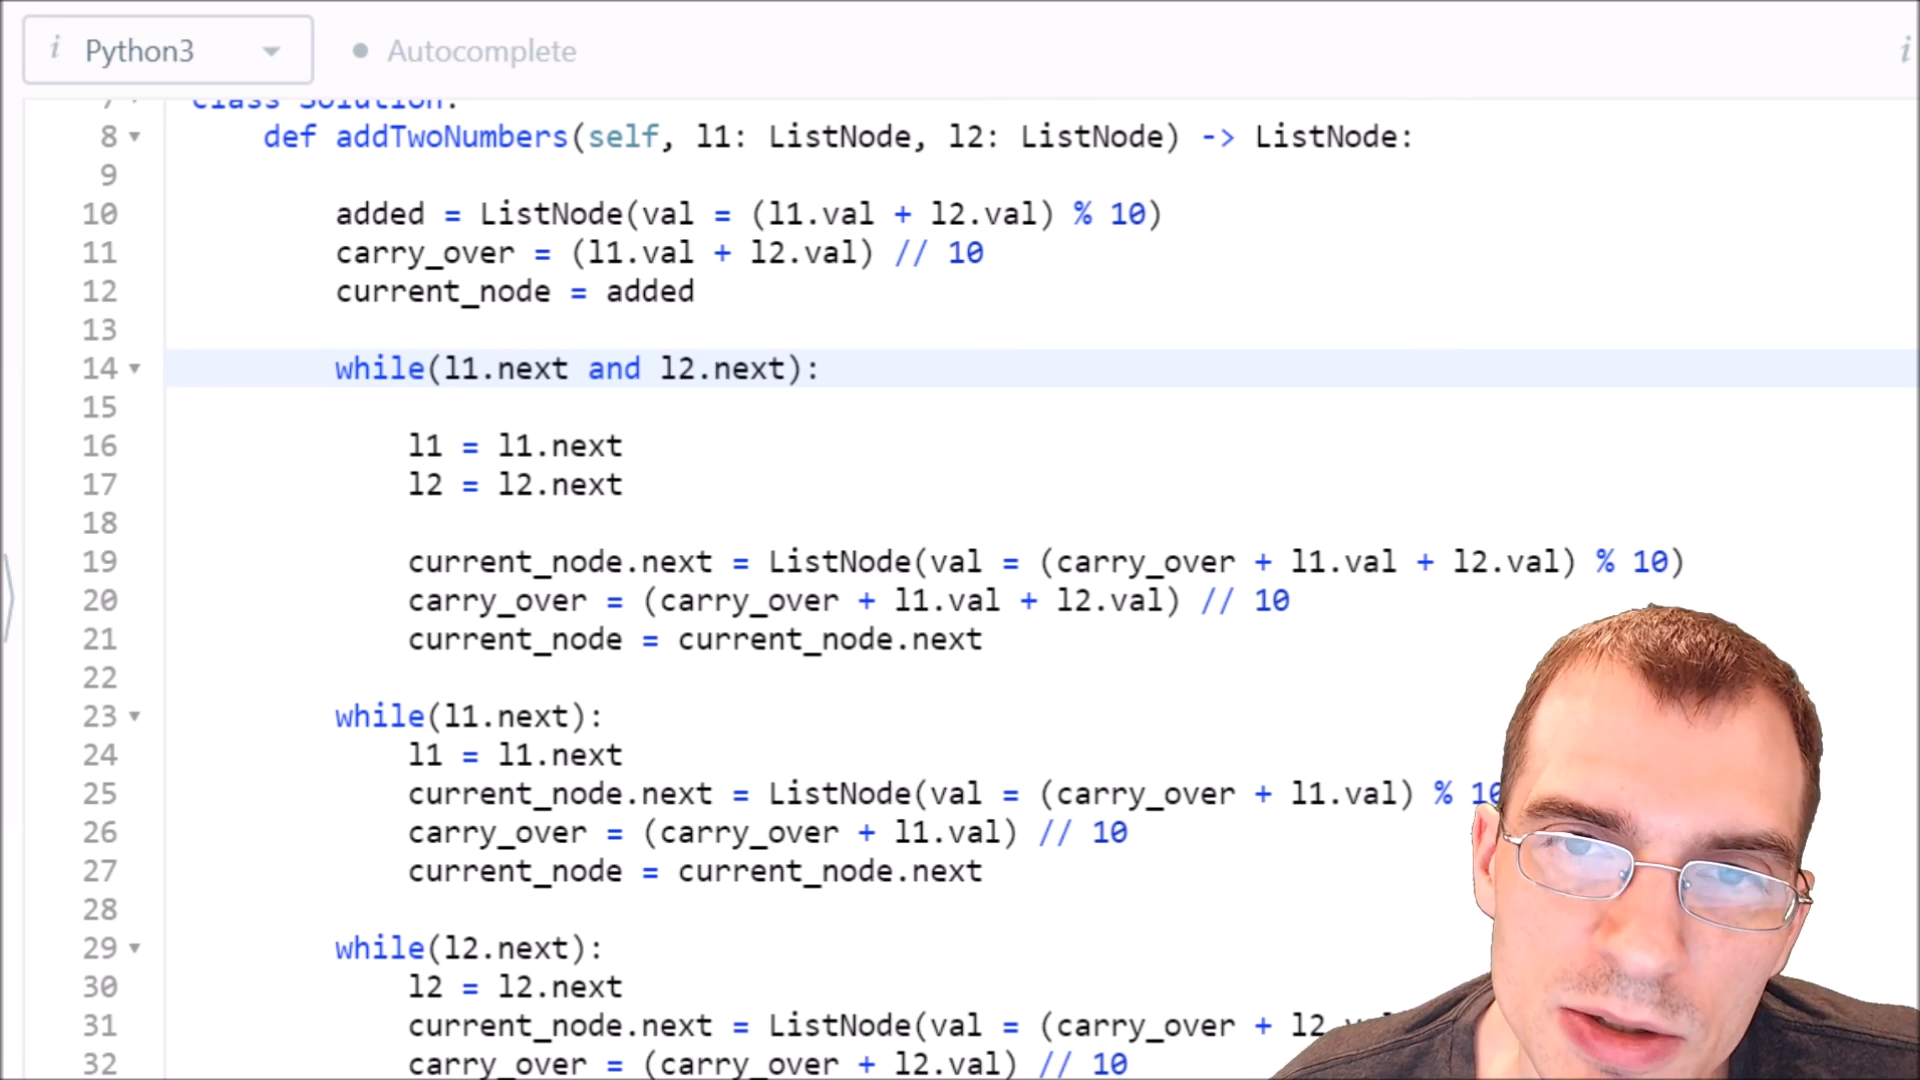 i Python3 Autocomplete i
7 class Solution:
8 def addTwoNumbers(self, l1: ListNode, l2: ListNode) -> ListNode:
9
10 added = ListNode(val = (l1.val + l2.val) % 10)
11 carry_over = (l1.val + l2.val) // 10
12 current_node = added
13
14 while(l1.next and l2.next):
15
16 l1 = l1.next
17 l2 = l2.next
18
19 current_node.next = ListNode(val = (carry_over + l1.val + l2.val) % 10)
20 carry_over = (carry_over + l1.val + l2.val) // 10
21 current_node = current_node.next
22
23 while(l1.next):
24 l1 = l1.next
25 current_node.next = ListNode(val = (carry_over + l1.val) % 10
26 carry_over = (carry_over + l1.val) // 10
27 current_node = current_node.next
28
29 while(l2.next):
30 l2 = l2.next
31 current_node.next = ListNode(val = (carry_over + l2.val
32 carry_over = (carry_over + l2.val) // 10